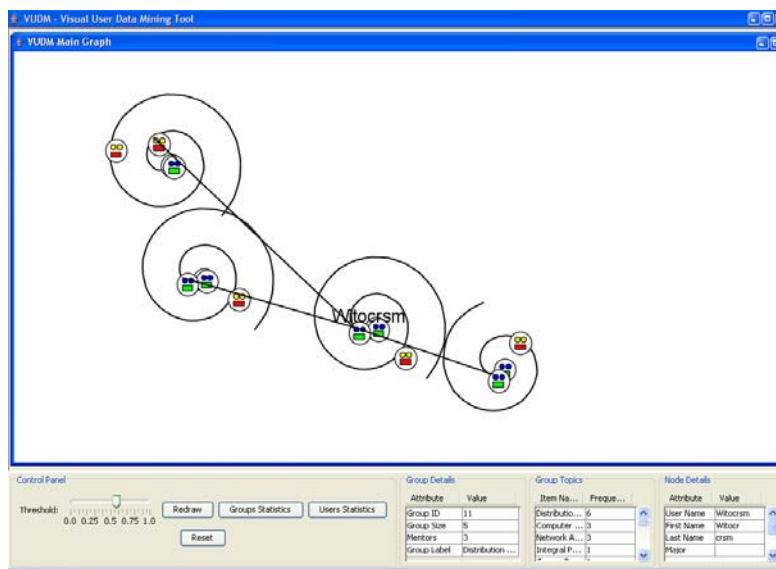 VUDM - Visual User Data Mining Tool
VUDM Main Graph
Witocrsm
Control Panel
Threshold:
0.0 0.25 0.5 0.75 1.0
Redraw
Groups Statistics
Users Statistics
Reset
Group Details
Attribute Value
Group ID 11
Group Size 5
Mentors 3
Group Label Distribution ...
Group Topics
Item Na... Freque...
Distributio... 6
Computer ... 3
Network A... 3
Integral P... 1
Node Details
Attribute Value
User Name Witocrsm
First Name Witocr
Last Name crsm
Major